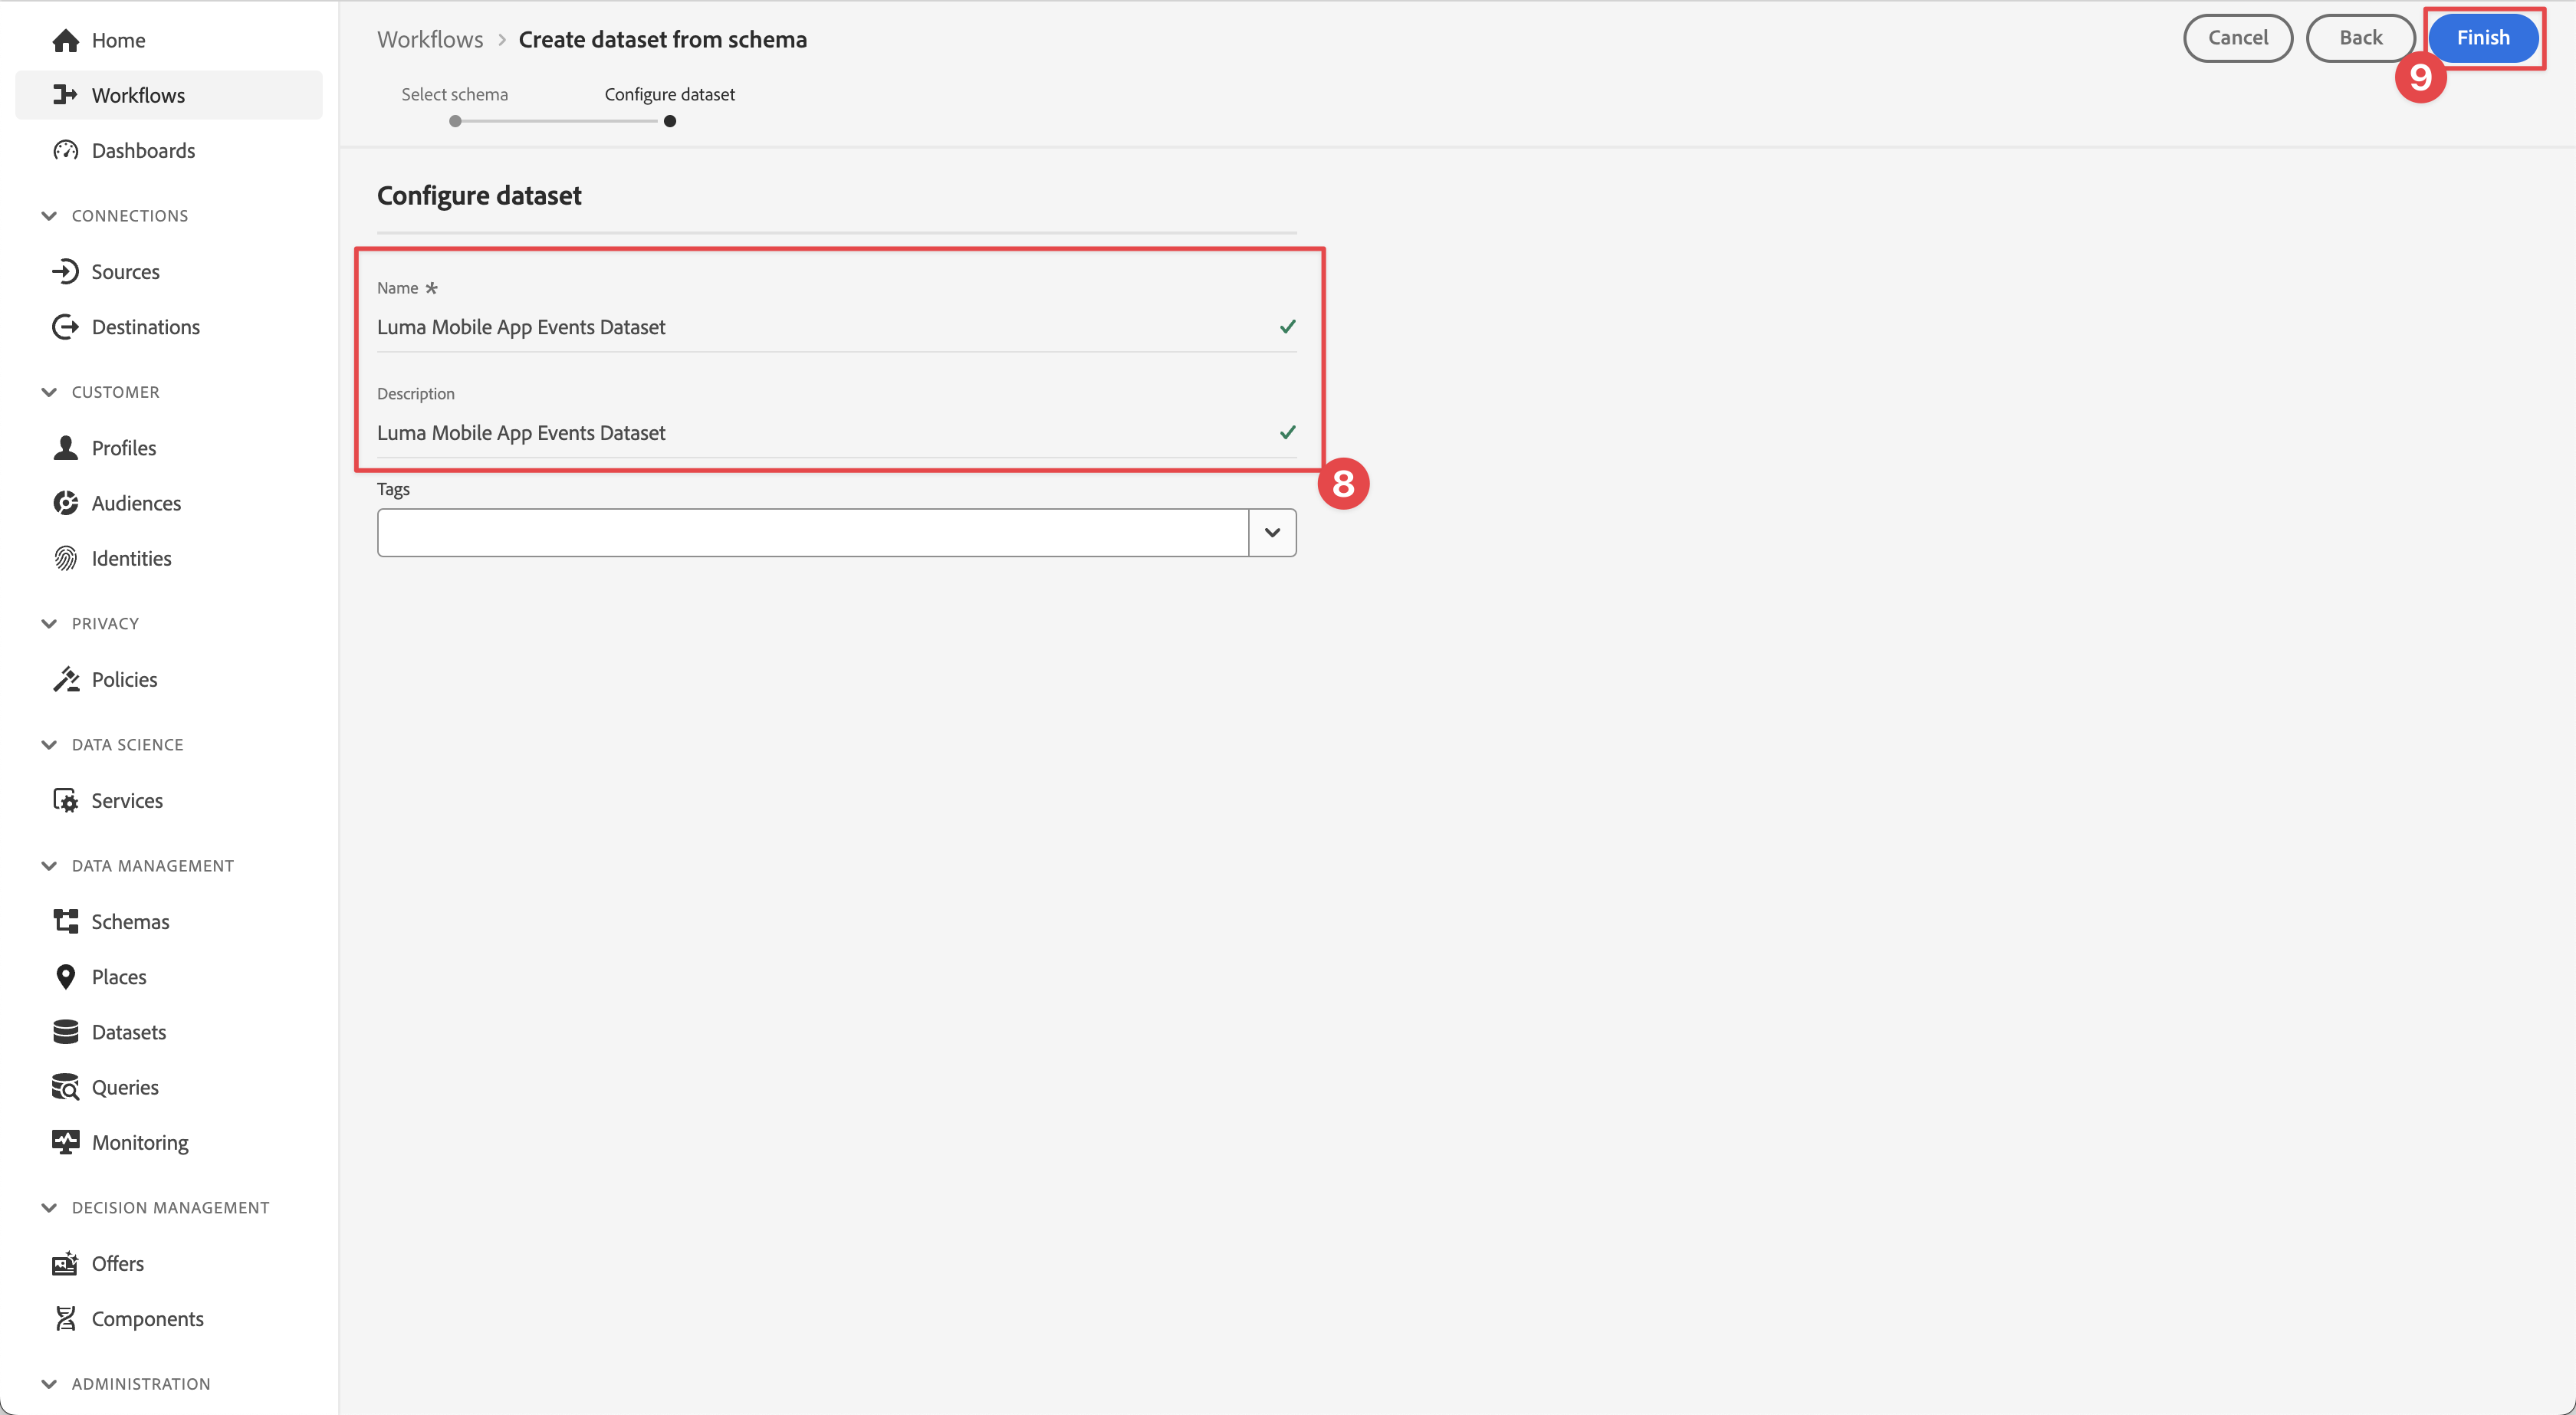 Home
Workflows
Dashboards
CONNECTIONS
Sources
Destinations
CUSTOMER
Profiles
Audiences
Identities
PRIVACY
Policies
DATA SCIENCE
Services
DATA MANAGEMENT
Schemas
Places
Datasets
Queries
Monitoring
DECISION MANAGEMENT
Offers
Components
ADMINISTRATION
Workflows > Create dataset from schema
Cancel Back Finish
9
Select schema Configure dataset
Configure dataset
Name *
Luma Mobile App Events Dataset
Description
Luma Mobile App Events Dataset
8
Tags